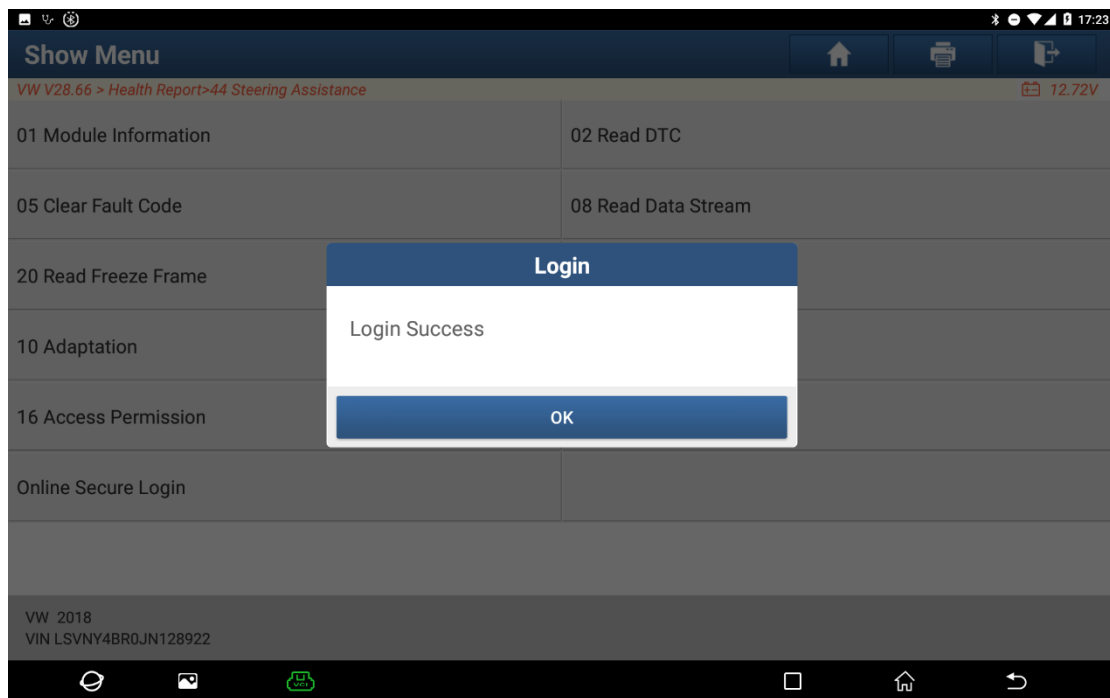 17:23
Show Menu
VW V28.66 > Health Report>44 Steering Assistance
12.72V
01 Module Information
02 Read DTC
05 Clear Fault Code
08 Read Data Stream
20 Read Freeze Frame
Login
Login Success
10 Adaptation
16 Access Permission
OK
Online Secure Login
VW 2018
VIN LSVNY4BR0JN128922
VCI